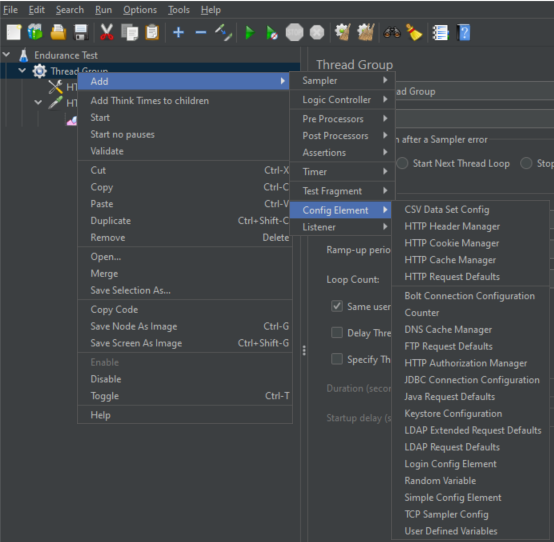 File Edit Search Run Options Tools Help
Endurance Test
Thread Group
HT
HT
Add
Add Think Times to children
Start
Start no pauses
Validate
Cut Ctrl-X
Copy Ctrl-C
Paste Ctrl-V
Duplicate Ctrl+Shift-C
Remove Delete
Open...
Merge
Save Selection As...
Copy Code
Save Node As Image Ctrl-G
Save Screen As Image Ctrl+Shift-G
Enable
Disable
Toggle Ctrl-T
Help
Sampler
Logic Controller
Pre Processors
Post Processors
Assertions
Timer
Test Fragment
Config Element
Listener
CSV Data Set Config
HTTP Header Manager
HTTP Cookie Manager
HTTP Cache Manager
HTTP Request Defaults
Bolt Connection Configuration
Counter
DNS Cache Manager
FTP Request Defaults
HTTP Authorization Manager
JDBC Connection Configuration
Java Request Defaults
Keystore Configuration
LDAP Extended Request Defaults
LDAP Request Defaults
Login Config Element
Random Variable
Simple Config Element
TCP Sampler Config
User Defined Variables
Thread Group
ad Group
n after a Sampler error
Start Next Thread Loop Stop
Ramp-up perio
Loop Count:
Same user
Delay Thre
Specify Th
Duration (secon
Startup delay (s